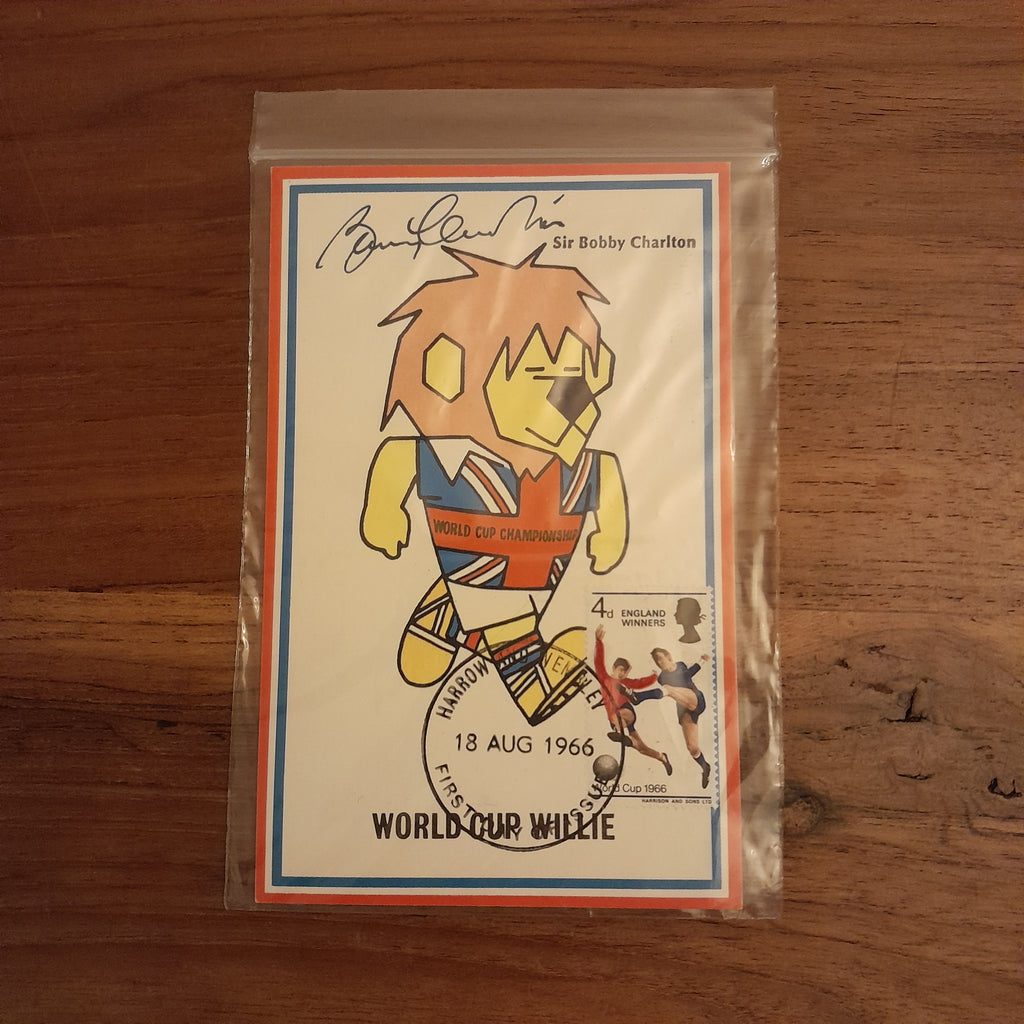 Sir Bobby Charlton
WORLD CUP CHAMPIONSHIP
4d ENGLAND
WINNERS
HARROW WEMBLEY
18 AUG 1966
FIRST DAY OF ISSUE
World Cup 1966
HARRISON AND SONS LTD
WORLD CUP WILLIE